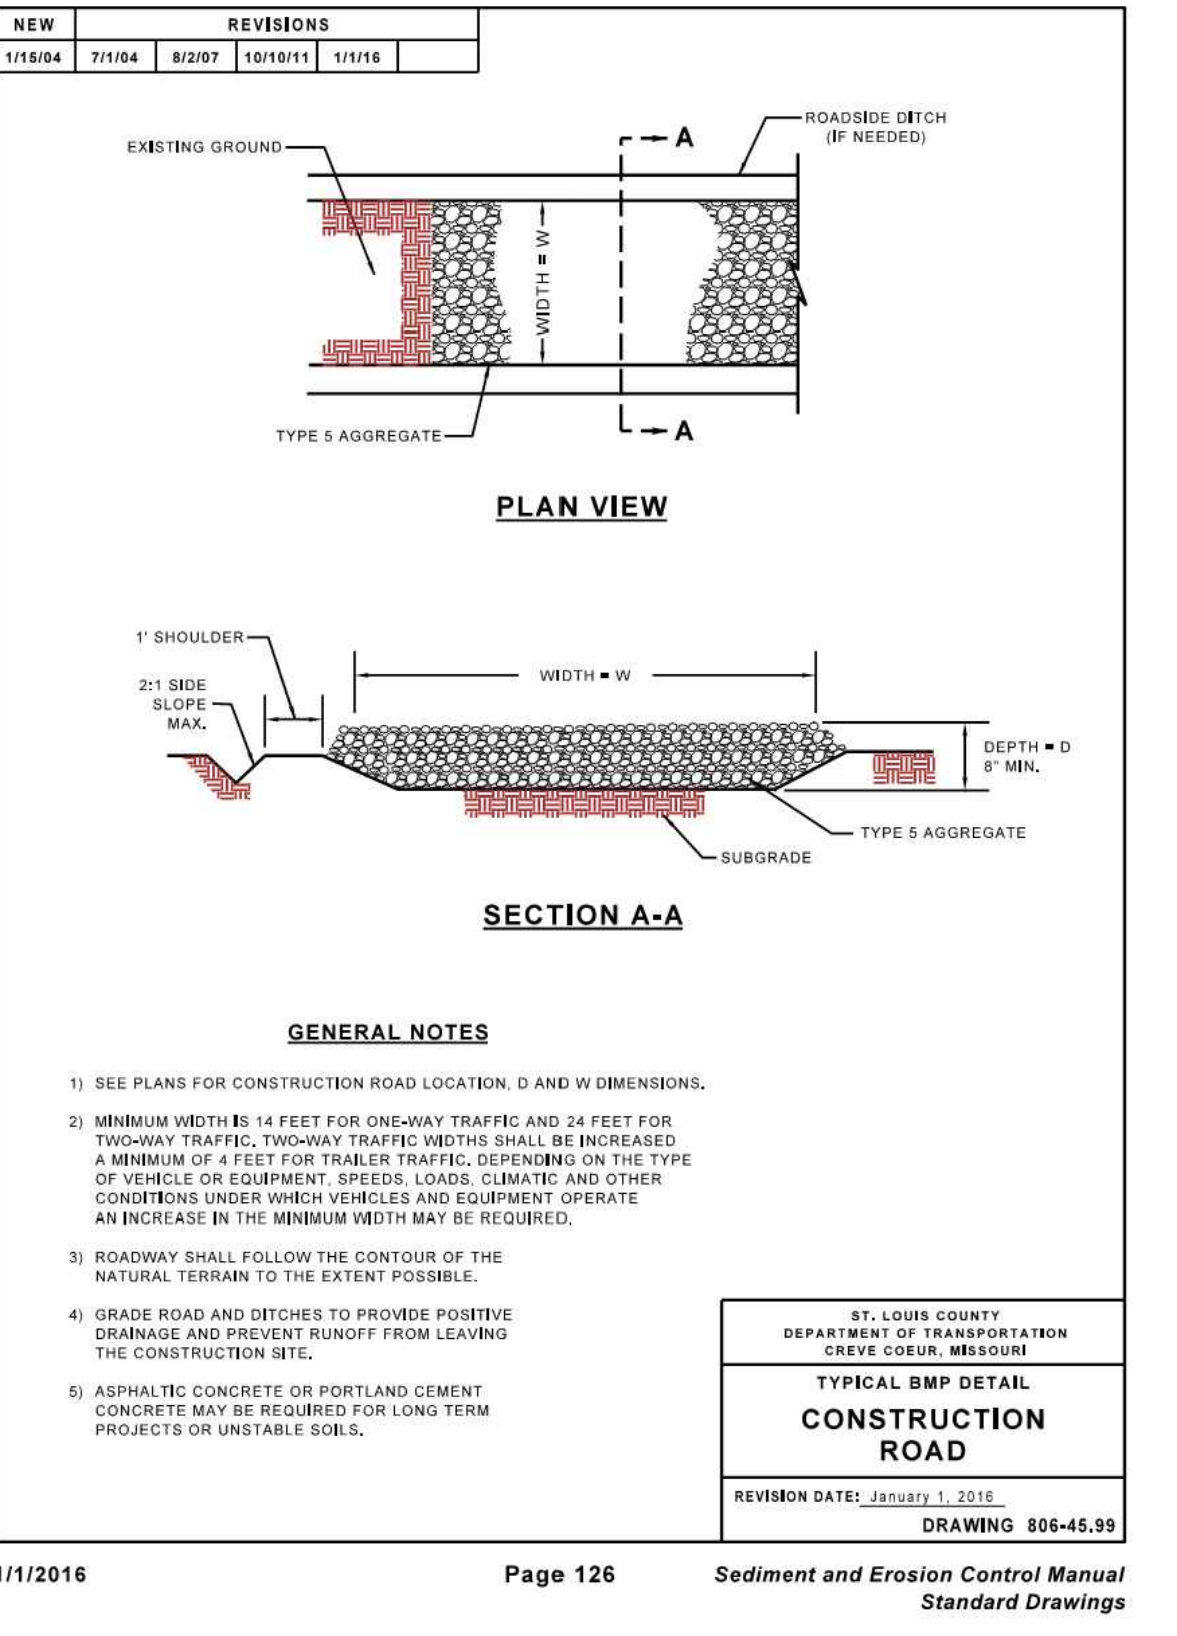 NEW REVISIONS
1/15/04 7/1/04 8/2/07 10/10/11 1/1/16
ROADSIDE DITCH
(IF NEEDED)
EXISTING GROUND
A
WIDTH = W
TYPE 5 AGGREGATE
A
PLAN VIEW
1' SHOULDER
2:1 SIDE
SLOPE
MAX.
WIDTH = W
DEPTH = D
8" MIN.
TYPE 5 AGGREGATE
SUBGRADE
SECTION A-A
GENERAL NOTES
1) SEE PLANS FOR CONSTRUCTION ROAD LOCATION, D AND W DIMENSIONS.
2) MINIMUM WIDTH IS 14 FEET FOR ONE-WAY TRAFFIC AND 24 FEET FOR
TWO-WAY TRAFFIC. TWO-WAY TRAFFIC WIDTHS SHALL BE INCREASED
A MINIMUM OF 4 FEET FOR TRAILER TRAFFIC. DEPENDING ON THE TYPE
OF VEHICLE OR EQUIPMENT, SPEEDS, LOADS, CLIMATIC AND OTHER
CONDITIONS UNDER WHICH VEHICLES AND EQUIPMENT OPERATE
AN INCREASE IN THE MINIMUM WIDTH MAY BE REQUIRED.
3) ROADWAY SHALL FOLLOW THE CONTOUR OF THE
NATURAL TERRAIN TO THE EXTENT POSSIBLE.
4) GRADE ROAD AND DITCHES TO PROVIDE POSITIVE
DRAINAGE AND PREVENT RUNOFF FROM LEAVING
THE CONSTRUCTION SITE.
5) ASPHALTIC CONCRETE OR PORTLAND CEMENT
CONCRETE MAY BE REQUIRED FOR LONG TERM
PROJECTS OR UNSTABLE SOILS.
ST. LOUIS COUNTY
DEPARTMENT OF TRANSPORTATION
CREVE COEUR, MISSOURI
TYPICAL BMP DETAIL
CONSTRUCTION
ROAD
REVISION DATE: January 1, 2016
DRAWING 806-45.99
1/1/2016 Page 126 Sediment and Erosion Control Manual
Standard Drawings